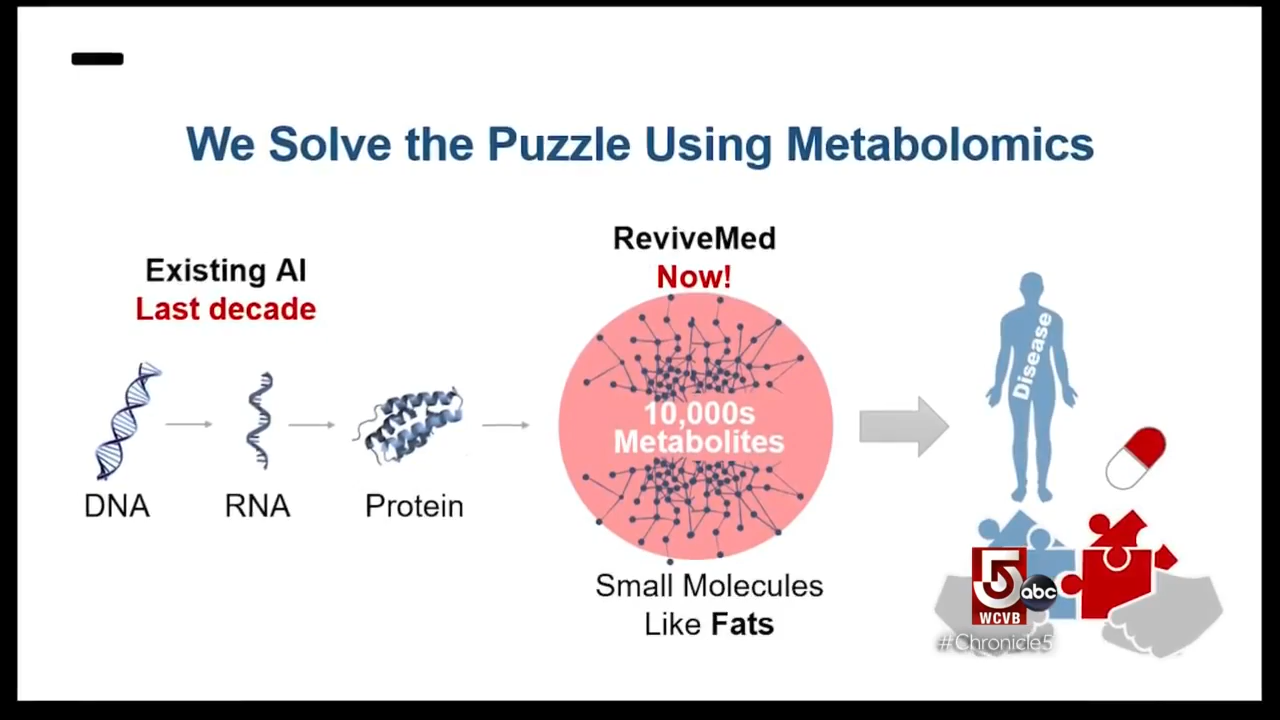 We Solve the Puzzle Using Metabolomics
Existing AI
Last decade
ReviveMed
Now!
DNA
RNA
Protein
10,000s
Metabolites
Small Molecules
Like Fats
Disease
5
abc
WCVB
#Chronicle5